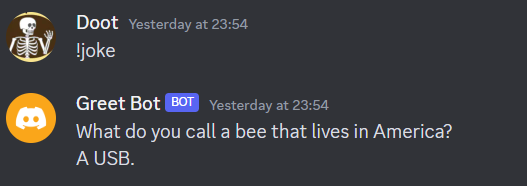 Doot Yesterday at 23:54
!joke
Greet Bot BOT Yesterday at 23:54
What do you call a bee that lives in America?
A USB.